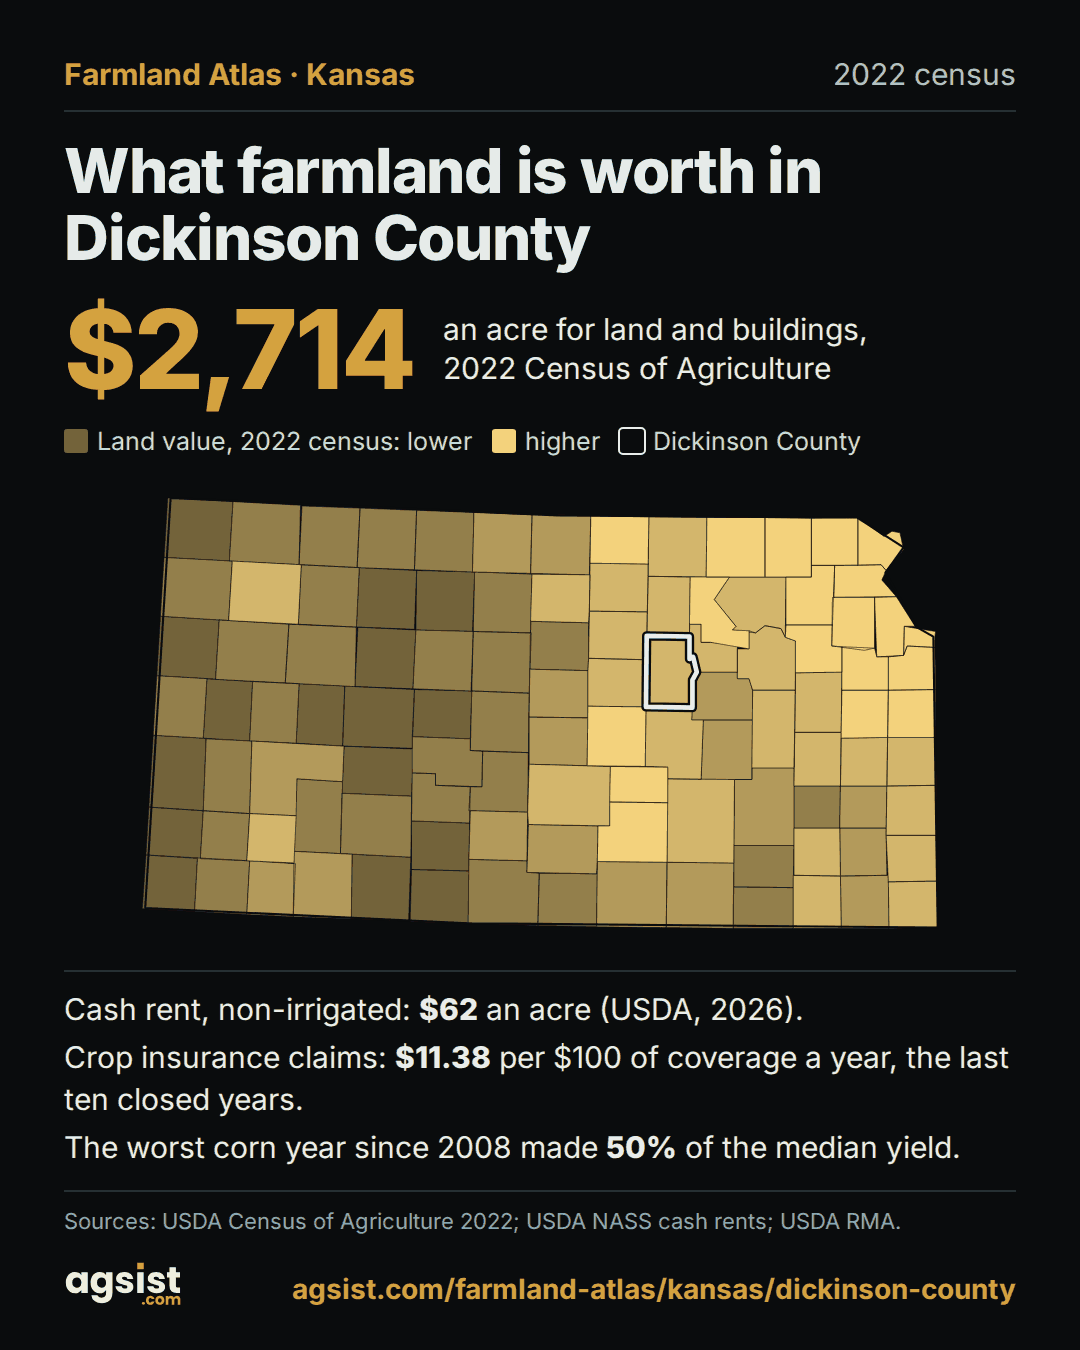 Farmland Atlas · Kansas
2022 census
What farmland is worth in
Dickinson County
$2,714
an acre for land and buildings,
2022 Census of Agriculture
Land value, 2022 census: lower
higher
Dickinson County
Cash rent, non-irrigated: $62 an acre (USDA, 2026).
Crop insurance claims: $11.38 per $100 of coverage a year, the last
ten closed years.
The worst corn year since 2008 made 50% of the median yield.
Sources: USDA Census of Agriculture 2022; USDA NASS cash rents; USDA RMA.
agsist
.com
agsist.com/farmland-atlas/kansas/dickinson-county